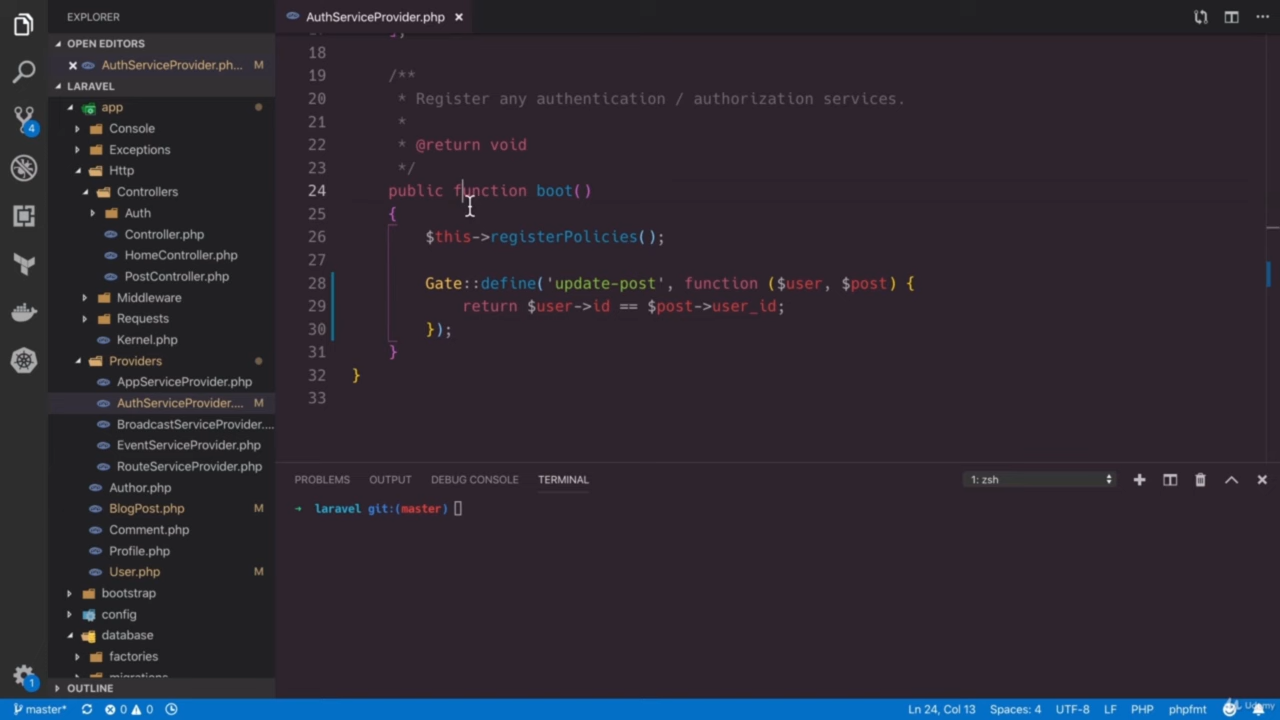 EXPLORER
OPEN EDITORS
AuthServiceProvider.ph... M
LARAVEL
app
Console
Exceptions
Http
Controllers
Auth
Controller.php
HomeController.php
PostController.php
Middleware
Requests
Kernel.php
Providers
AppServiceProvider.php
AuthServiceProvider.... M
BroadcastServiceProvider....
EventServiceProvider.php
RouteServiceProvider.php
Author.php
BlogPost.php M
Comment.php
Profile.php
User.php M
bootstrap
config
database
factories
OUTLINE
4
1
AuthServiceProvider.php
18
19 /**
20 * Register any authentication / authorization services.
21 *
22 * @return void
23 */
24 public function boot()
25 {
26 $this->registerPolicies();
27
28 Gate::define('update-post', function ($user, $post) {
29 return $user->id == $post->user_id;
30 });
31 }
32 }
33
PROBLEMS OUTPUT DEBUG CONSOLE TERMINAL 1: zsh
→ laravel git:(master)
master* 0 0 Ln 24, Col 13 Spaces: 4 UTF-8 LF PHP phpfmt
Udemy